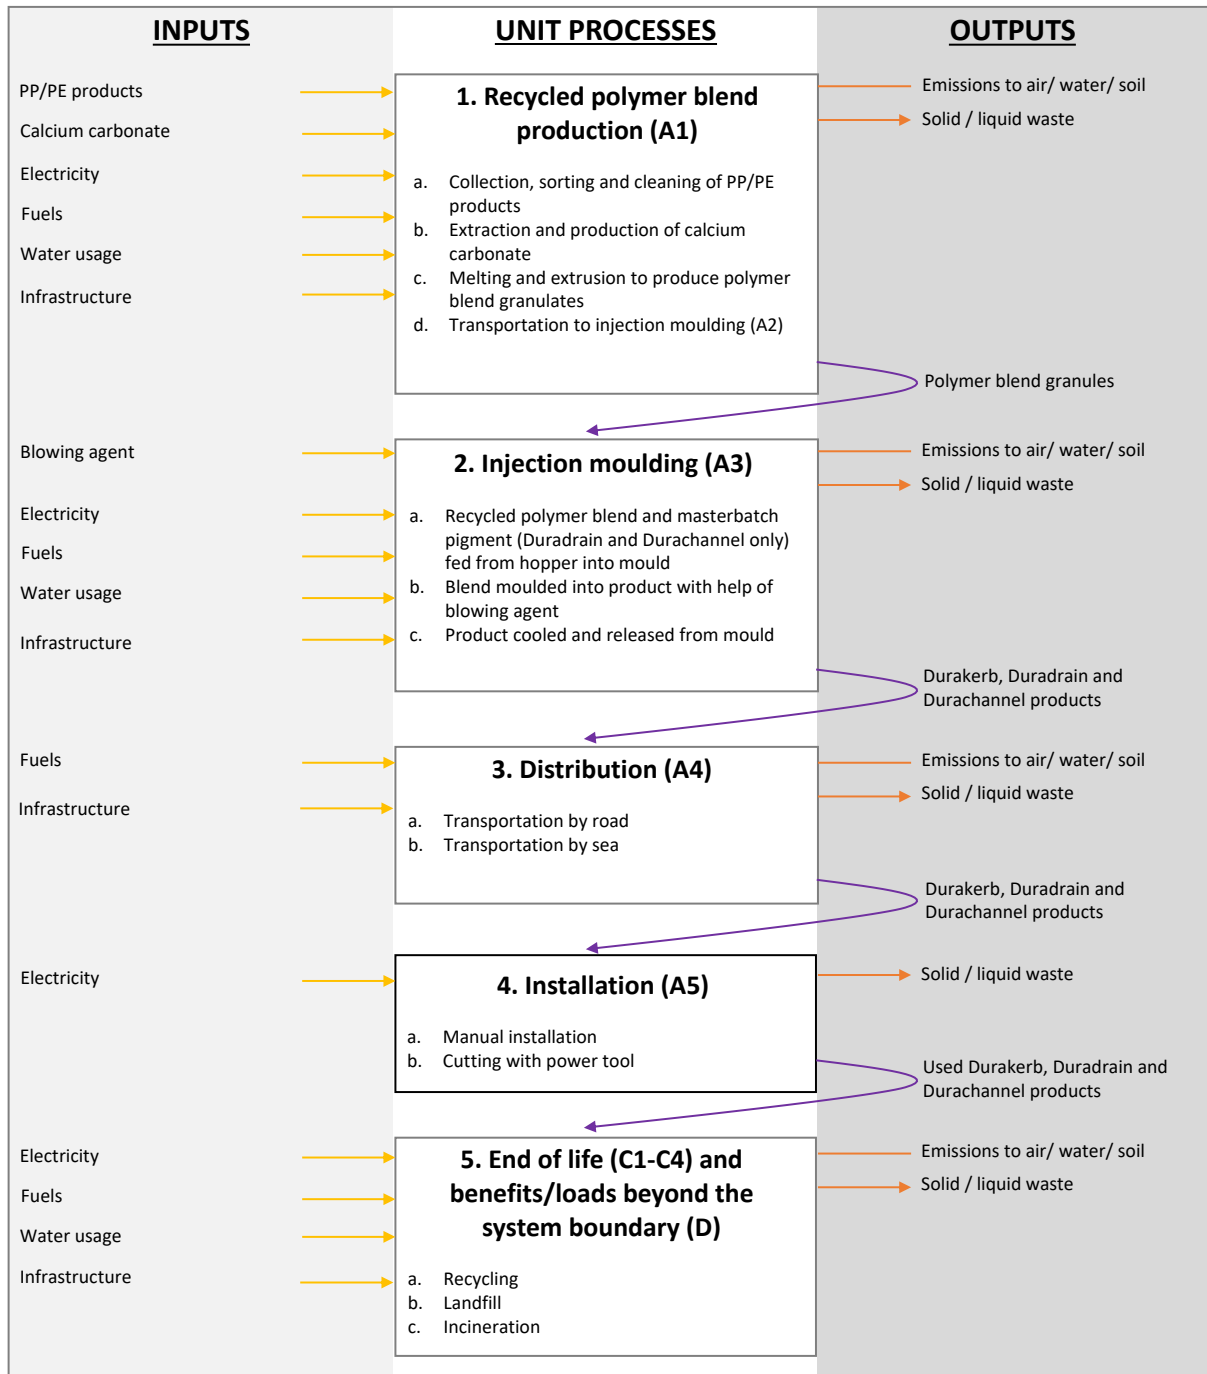 INPUTS
UNIT PROCESSES
OUTPUTS
PP/PE products
Calcium carbonate
Electricity
Fuels
Water usage
Infrastructure
1. Recycled polymer blend
production (A1)
a. Collection, sorting and cleaning of PP/PE
products
b. Extraction and production of calcium
carbonate
c. Melting and extrusion to produce polymer
blend granulates
d. Transportation to injection moulding (A2)
Emissions to air/ water/ soil
Solid / liquid waste
Polymer blend granules
Blowing agent
Electricity
Fuels
Water usage
Infrastructure
2. Injection moulding (A3)
a. Recycled polymer blend and masterbatch
pigment (Duradrain and Durachannel only)
fed from hopper into mould
b. Blend moulded into product with help of
blowing agent
c. Product cooled and released from mould
Emissions to air/ water/ soil
Solid / liquid waste
Durakerb, Duradrain and
Durachannel products
Fuels
Infrastructure
3. Distribution (A4)
a. Transportation by road
b. Transportation by sea
Emissions to air/ water/ soil
Solid / liquid waste
Durakerb, Duradrain and
Durachannel products
Electricity
4. Installation (A5)
a. Manual installation
b. Cutting with power tool
Solid / liquid waste
Used Durakerb, Duradrain and
Durachannel products
Electricity
Fuels
Water usage
Infrastructure
5. End of life (C1-C4) and
benefits/loads beyond the
system boundary (D)
a. Recycling
b. Landfill
c. Incineration
Emissions to air/ water/ soil
Solid / liquid waste